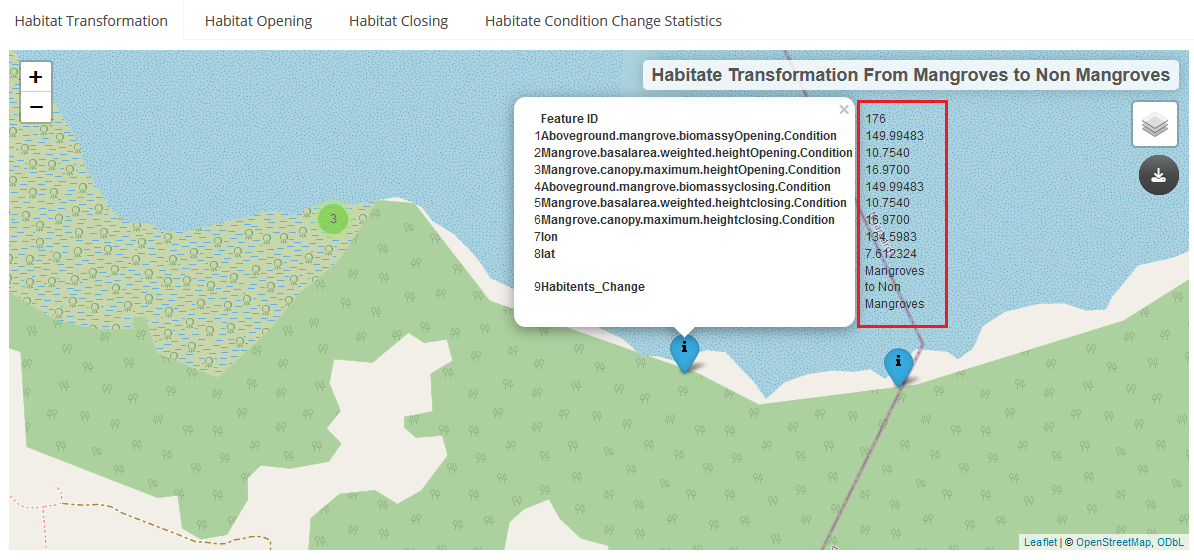 Habitat Transformation Habitat Opening Habitat Closing Habitate Condition Change Statistics
+
−
Habitate Transformation From Mangroves to Non Mangroves
×
Feature ID 176
1Aboveground.mangrove.biomassyOpening.Condition 149.99483
2Mangrove.basalarea.weighted.heightOpening.Condition 10.7540
3Mangrove.canopy.maximum.heightOpening.Condition 16.9700
4Aboveground.mangrove.biomassyclosing.Condition 149.99483
5Mangrove.basalarea.weighted.heightclosing.Condition 10.7540
6Mangrove.canopy.maximum.heightclosing.Condition 16.9700
7lon 134.5983
8lat 7.612324
9Habitents_Change Mangroves
to Non
Mangroves
3
i
i
Leaflet | © OpenStreetMap, ODbL